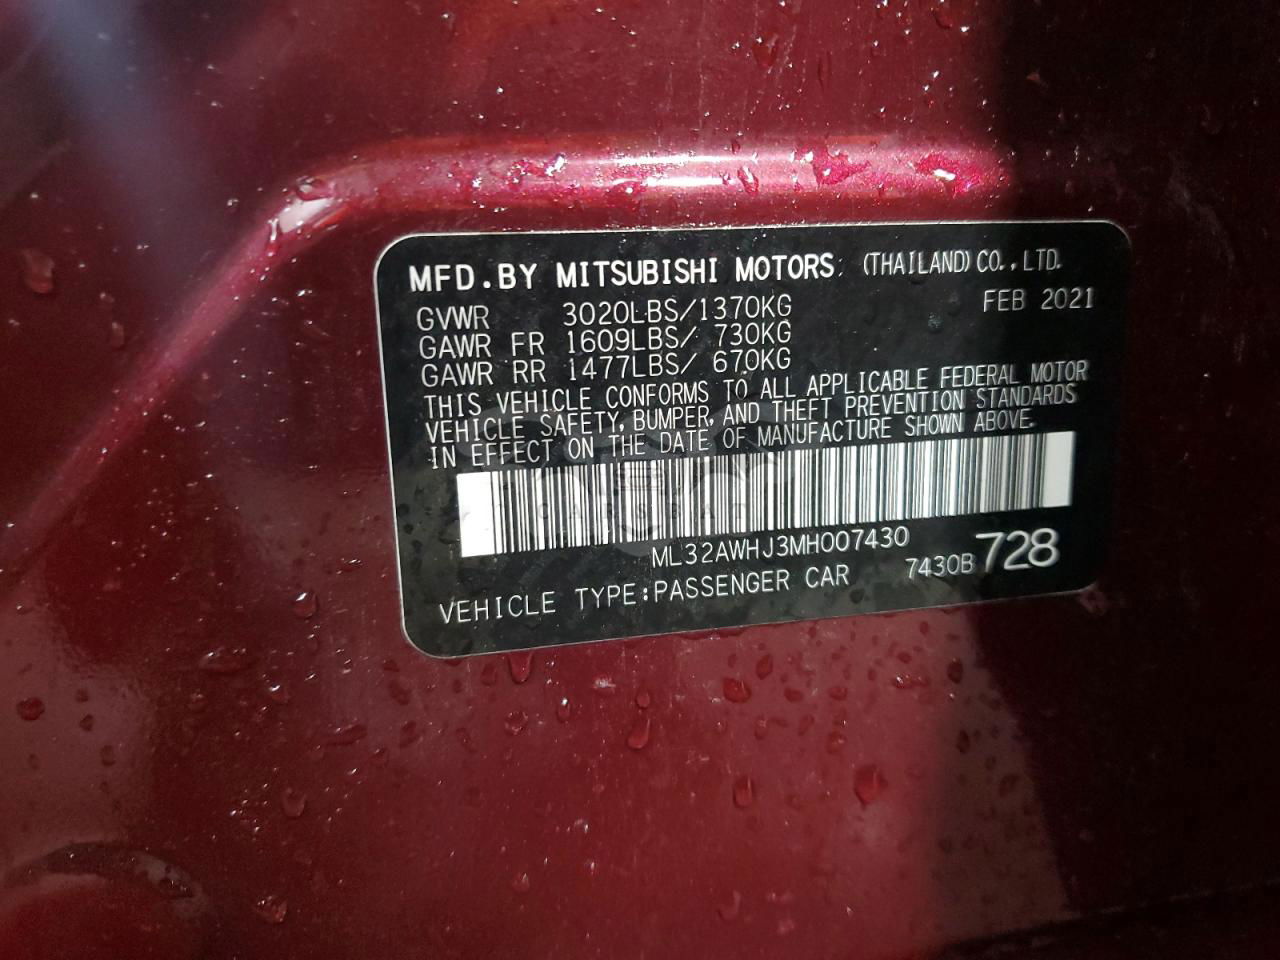 MFD.BY MITSUBISHI MOTORS (THAILAND) CO.,LTD.
GVWR 3020LBS/1370KG FEB 2021
GAWR FR 1609LBS/ 730KG
GAWR RR 1477LBS/ 670KG
THIS VEHICLE CONFORMS TO ALL APPLICABLE FEDERAL MOTOR
VEHICLE SAFETY, BUMPER, AND THEFT PREVENTION STANDARDS
IN EFFECT ON THE DATE OF MANUFACTURE SHOWN ABOVE.
CARSBAC
ML32AWHJ3MH007430
VEHICLE TYPE:PASSENGER CAR 7430B 728